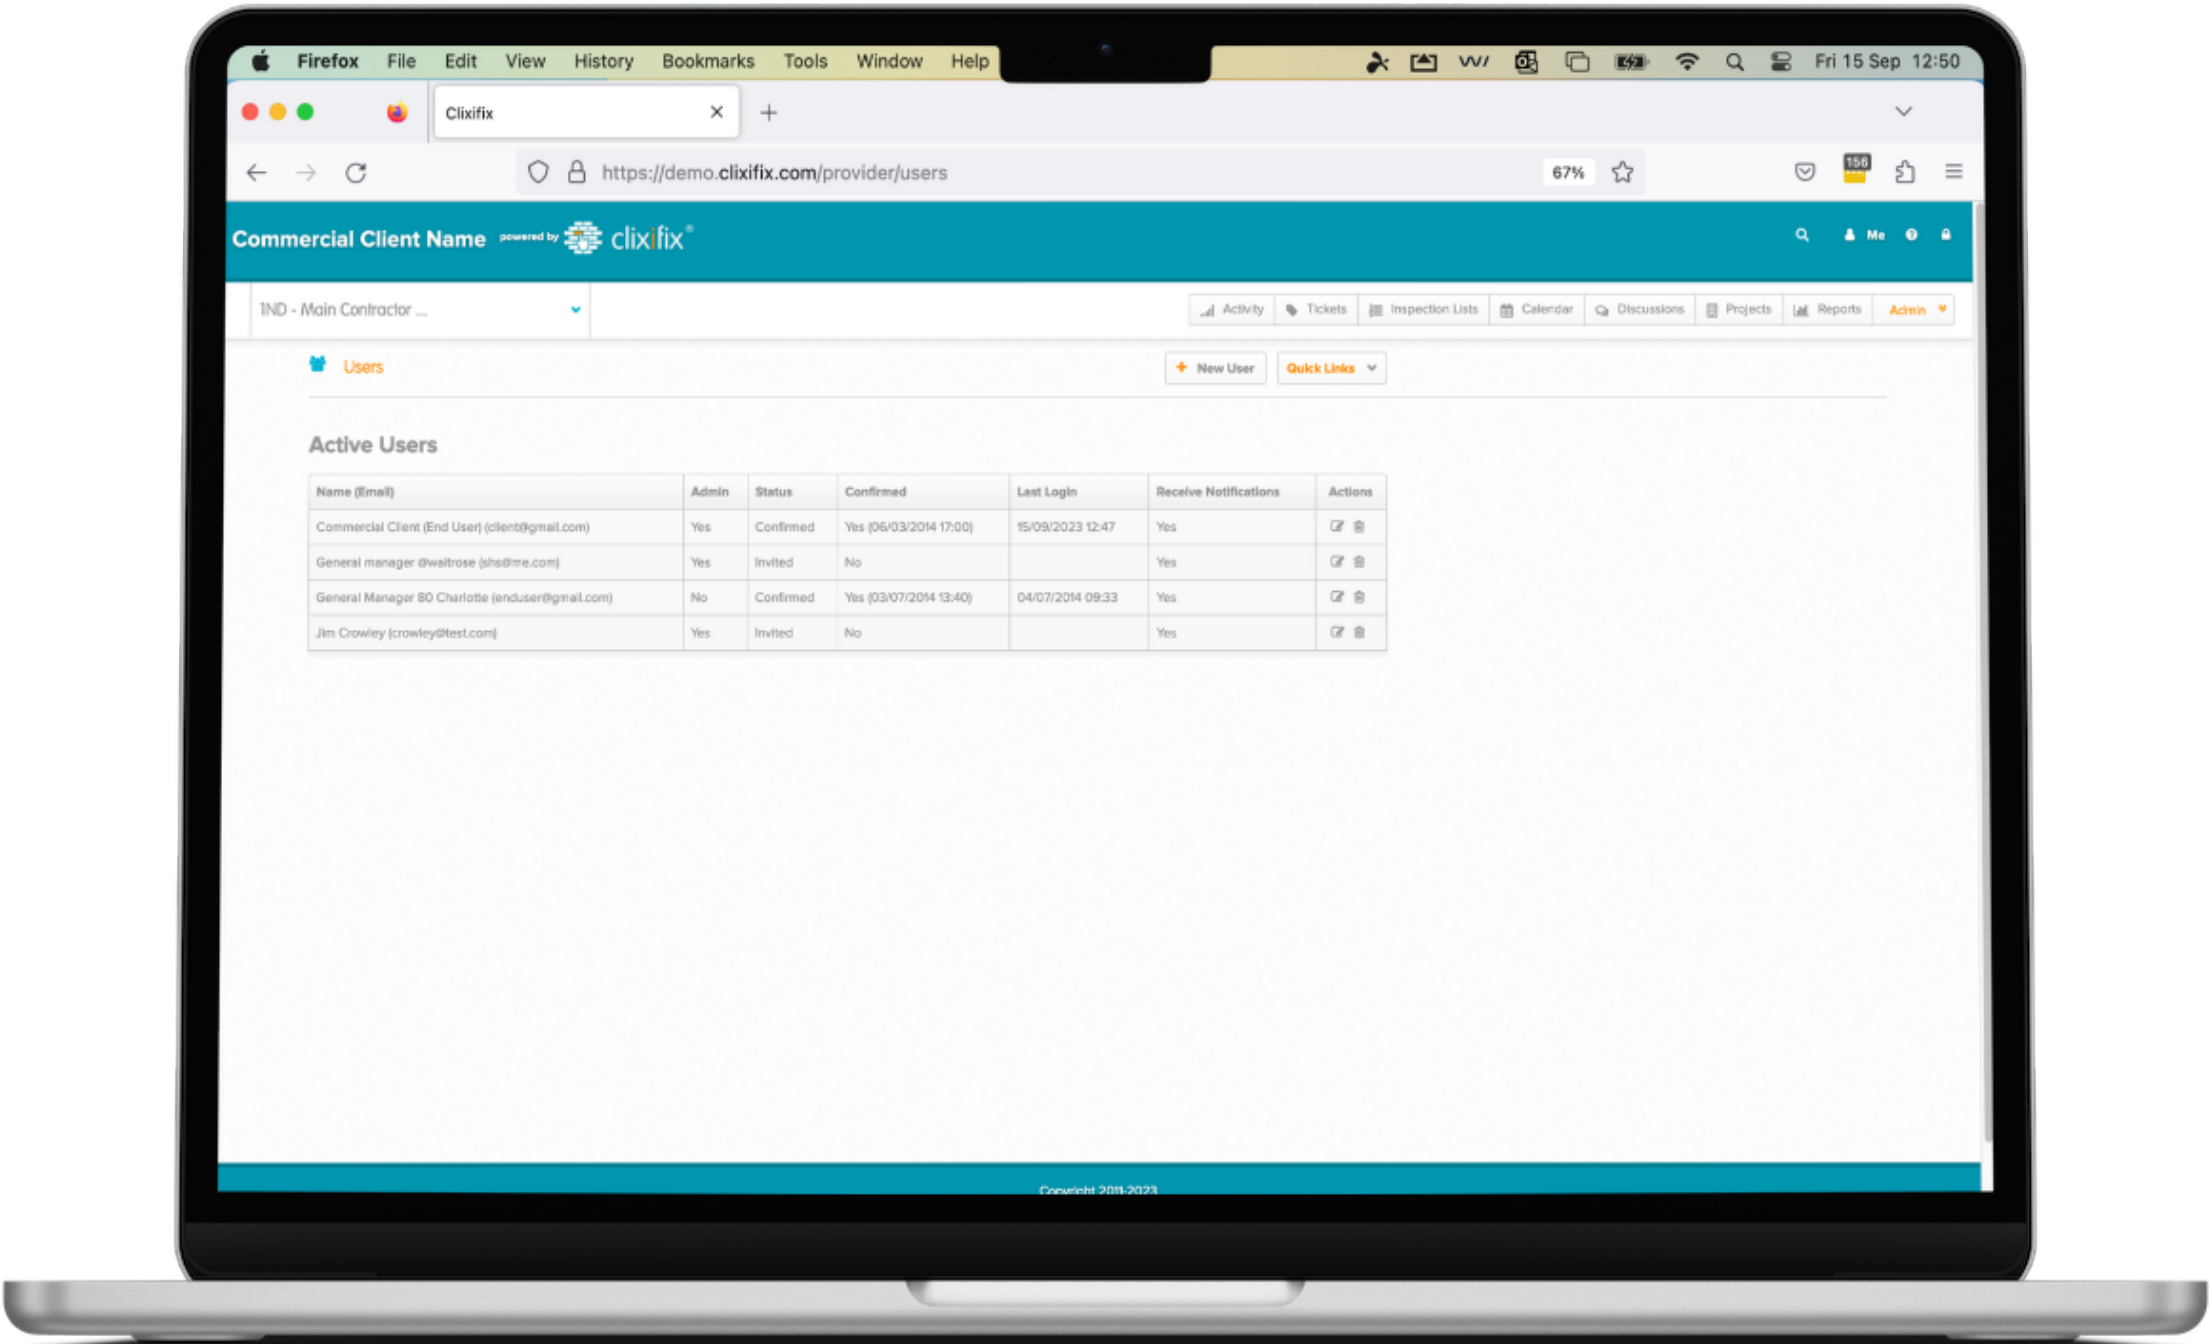 Firefox File Edit View History Bookmarks Tools Window Help Fri 15 Sep 12:50
Clixifix
https://demo.clixifix.com/provider/users 67% 156
Commercial Client Name powered by clixifix® Me
1ND - Main Contractor ... Activity Tickets Inspection Lists Calendar Discussions Projects Reports Admin
Users New User Quick Links
Active Users
Name (Email) Admin Status Confirmed Last Login Receive Notifications Actions
Commercial Client (End User) (client@gmail.com) Yes Confirmed Yes (06/03/2014 17:00) 15/09/2023 12:47 Yes
General manager @waitrose (shs@me.com) Yes Invited No Yes
General Manager 80 Charlotte (enduser@gmail.com) No Confirmed Yes (03/07/2014 13:40) 04/07/2014 09:33 Yes
Jim Crowley (crowley@test.com) Yes Invited No Yes
Copyright 2011-2023